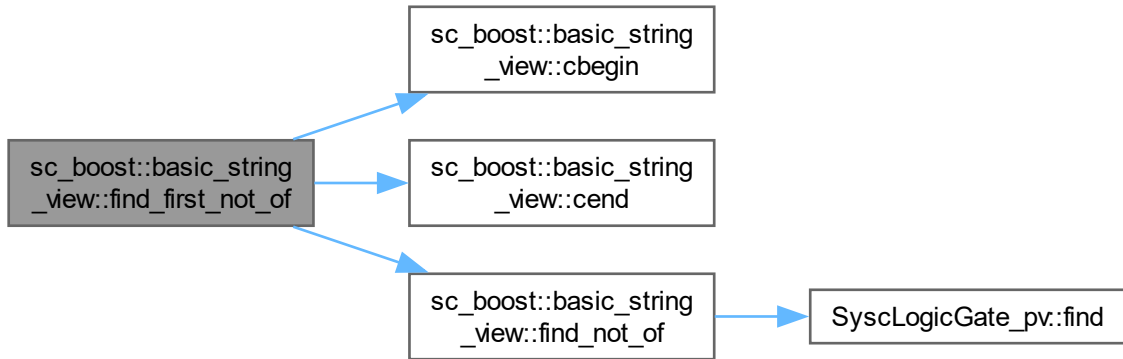 sc_boost::basic_string
_view::cbegin
sc_boost::basic_string
_view::find_first_not_of
sc_boost::basic_string
_view::cend
sc_boost::basic_string
_view::find_not_of
SyscLogicGate_pv::find